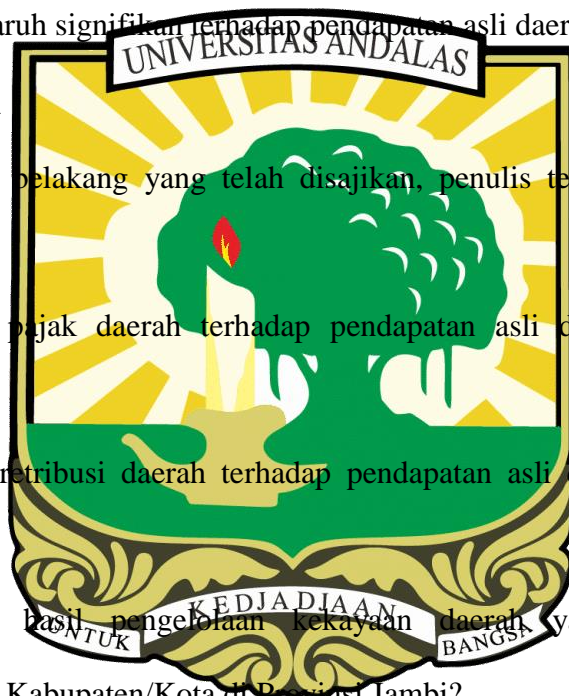 aruh signifikan terhadap pendapatan asli daer
UNIVERSITAS ANDALAS
belakang yang telah disajikan, penulis te
pajak daerah terhadap pendapatan asli d
retribusi daerah terhadap pendapatan asli
hasil pengelolaan kekayaan daerah ya
UNTUK KEDJADJAAN BANGSA
Kabupaten/Kota di Provinsi Jambi?